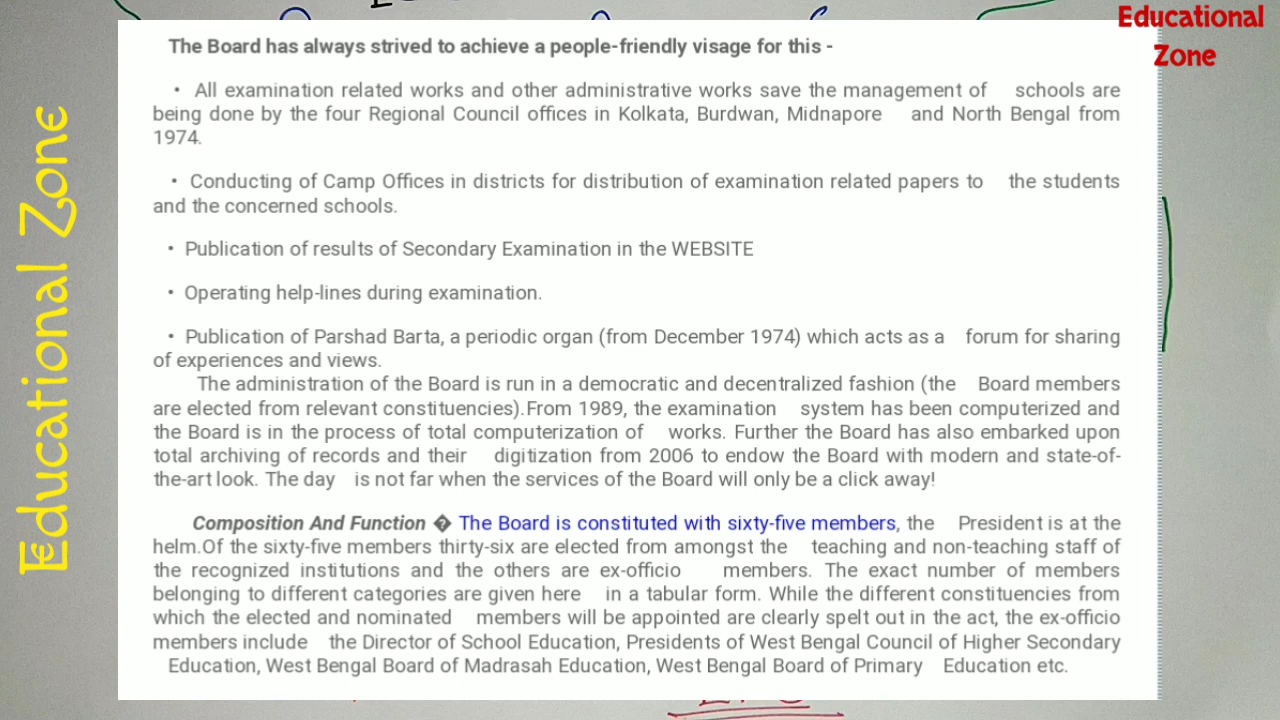 Educational
Zone
Educational Zone
The Board has always strived to achieve a people-friendly visage for this -
• All examination related works and other administrative works save the management of schools are
being done by the four Regional Council offices in Kolkata, Burdwan, Midnapore and North Bengal from
1974.
• Conducting of Camp Offices in districts for distribution of examination related papers to the students
and the concerned schools.
• Publication of results of Secondary Examination in the WEBSITE
• Operating help-lines during examination.
• Publication of Parshad Barta, a periodic organ (from December 1974) which acts as a forum for sharing
of experiences and views.
The administration of the Board is run in a democratic and decentralized fashion (the Board members
are elected from relevant constituencies).From 1989, the examination system has been computerized and
the Board is in the process of total computerization of works. Further the Board has also embarked upon
total archiving of records and their digitization from 2006 to endow the Board with modern and state-of-
the-art look. The day is not far when the services of the Board will only be a click away!
Composition And Function � The Board is constituted with sixty-five members, the President is at the
helm.Of the sixty-five members thirty-six are elected from amongst the teaching and non-teaching staff of
the recognized institutions and the others are ex-officio members. The exact number of members
belonging to different categories are given here in a tabular form. While the different constituencies from
which the elected and nominated members will be appointed are clearly spelt out in the act, the ex-officio
members include the Director of School Education, President of West Bengal Council of Higher Secondary
Education, West Bengal Board of Madrasah Education, West Bengal Board of Primary Education etc.